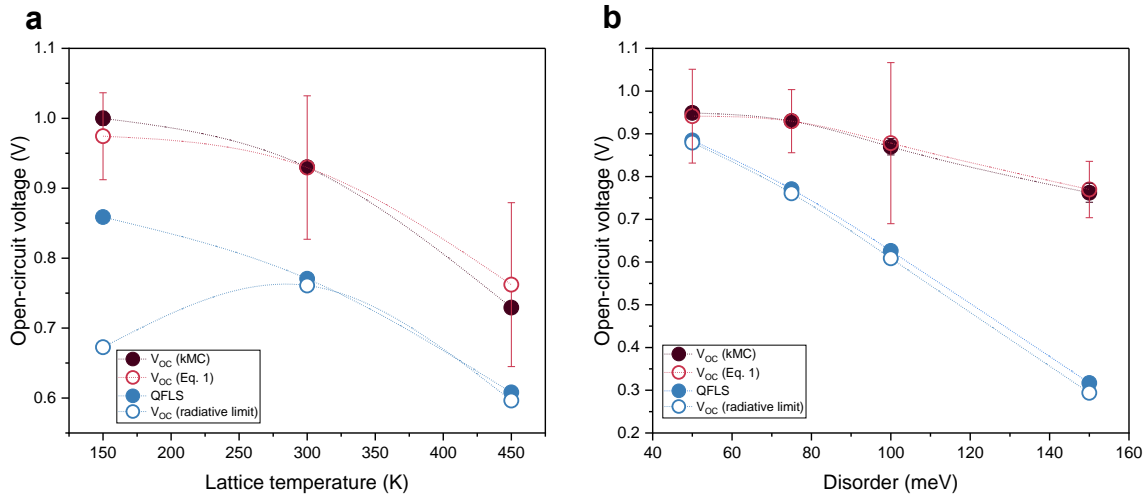 a
Open-circuit voltage (V)
1.1
1.0
0.9
0.8
0.7
0.6
V_OC (kMC)
V_OC (Eq. 1)
QFLS
V_OC (radiative limit)
150 200 250 300 350 400 450
Lattice temperature (K)
b
Open-circuit voltage (V)
1.1
1.0
0.9
0.8
0.7
0.6
0.5
0.4
0.3
0.2
V_OC (kMC)
V_OC (Eq. 1)
QFLS
V_OC (radiative limit)
40 60 80 100 120 140 160
Disorder (meV)